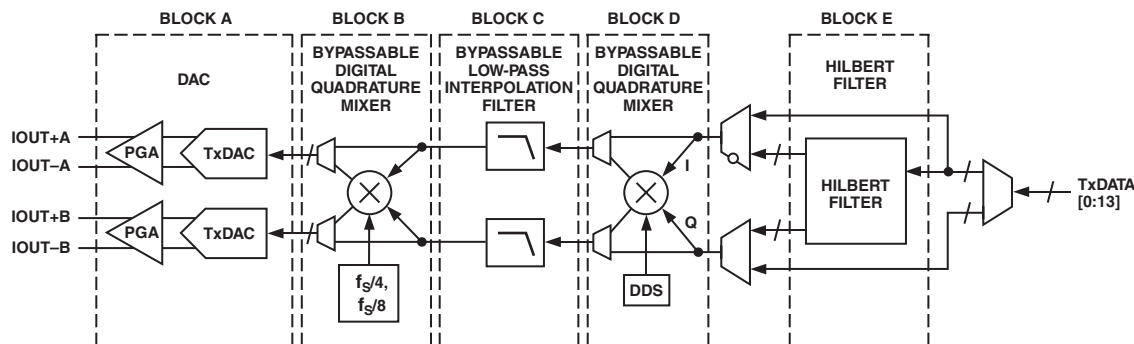 BLOCK A
BLOCK B
BLOCK C
BLOCK D
BLOCK E
DAC
BYPASSABLE
DIGITAL
QUADRATURE
MIXER
BYPASSABLE
LOW-PASS
INTERPOLATION
FILTER
BYPASSABLE
DIGITAL
QUADRATURE
MIXER
HILBERT
FILTER
IOUT+A
IOUT–A
PGA
TxDAC
IOUT+B
IOUT–B
PGA
TxDAC
fS/4,
fS/8
I
Q
DDS
HILBERT
FILTER
TxDATA
[0:13]